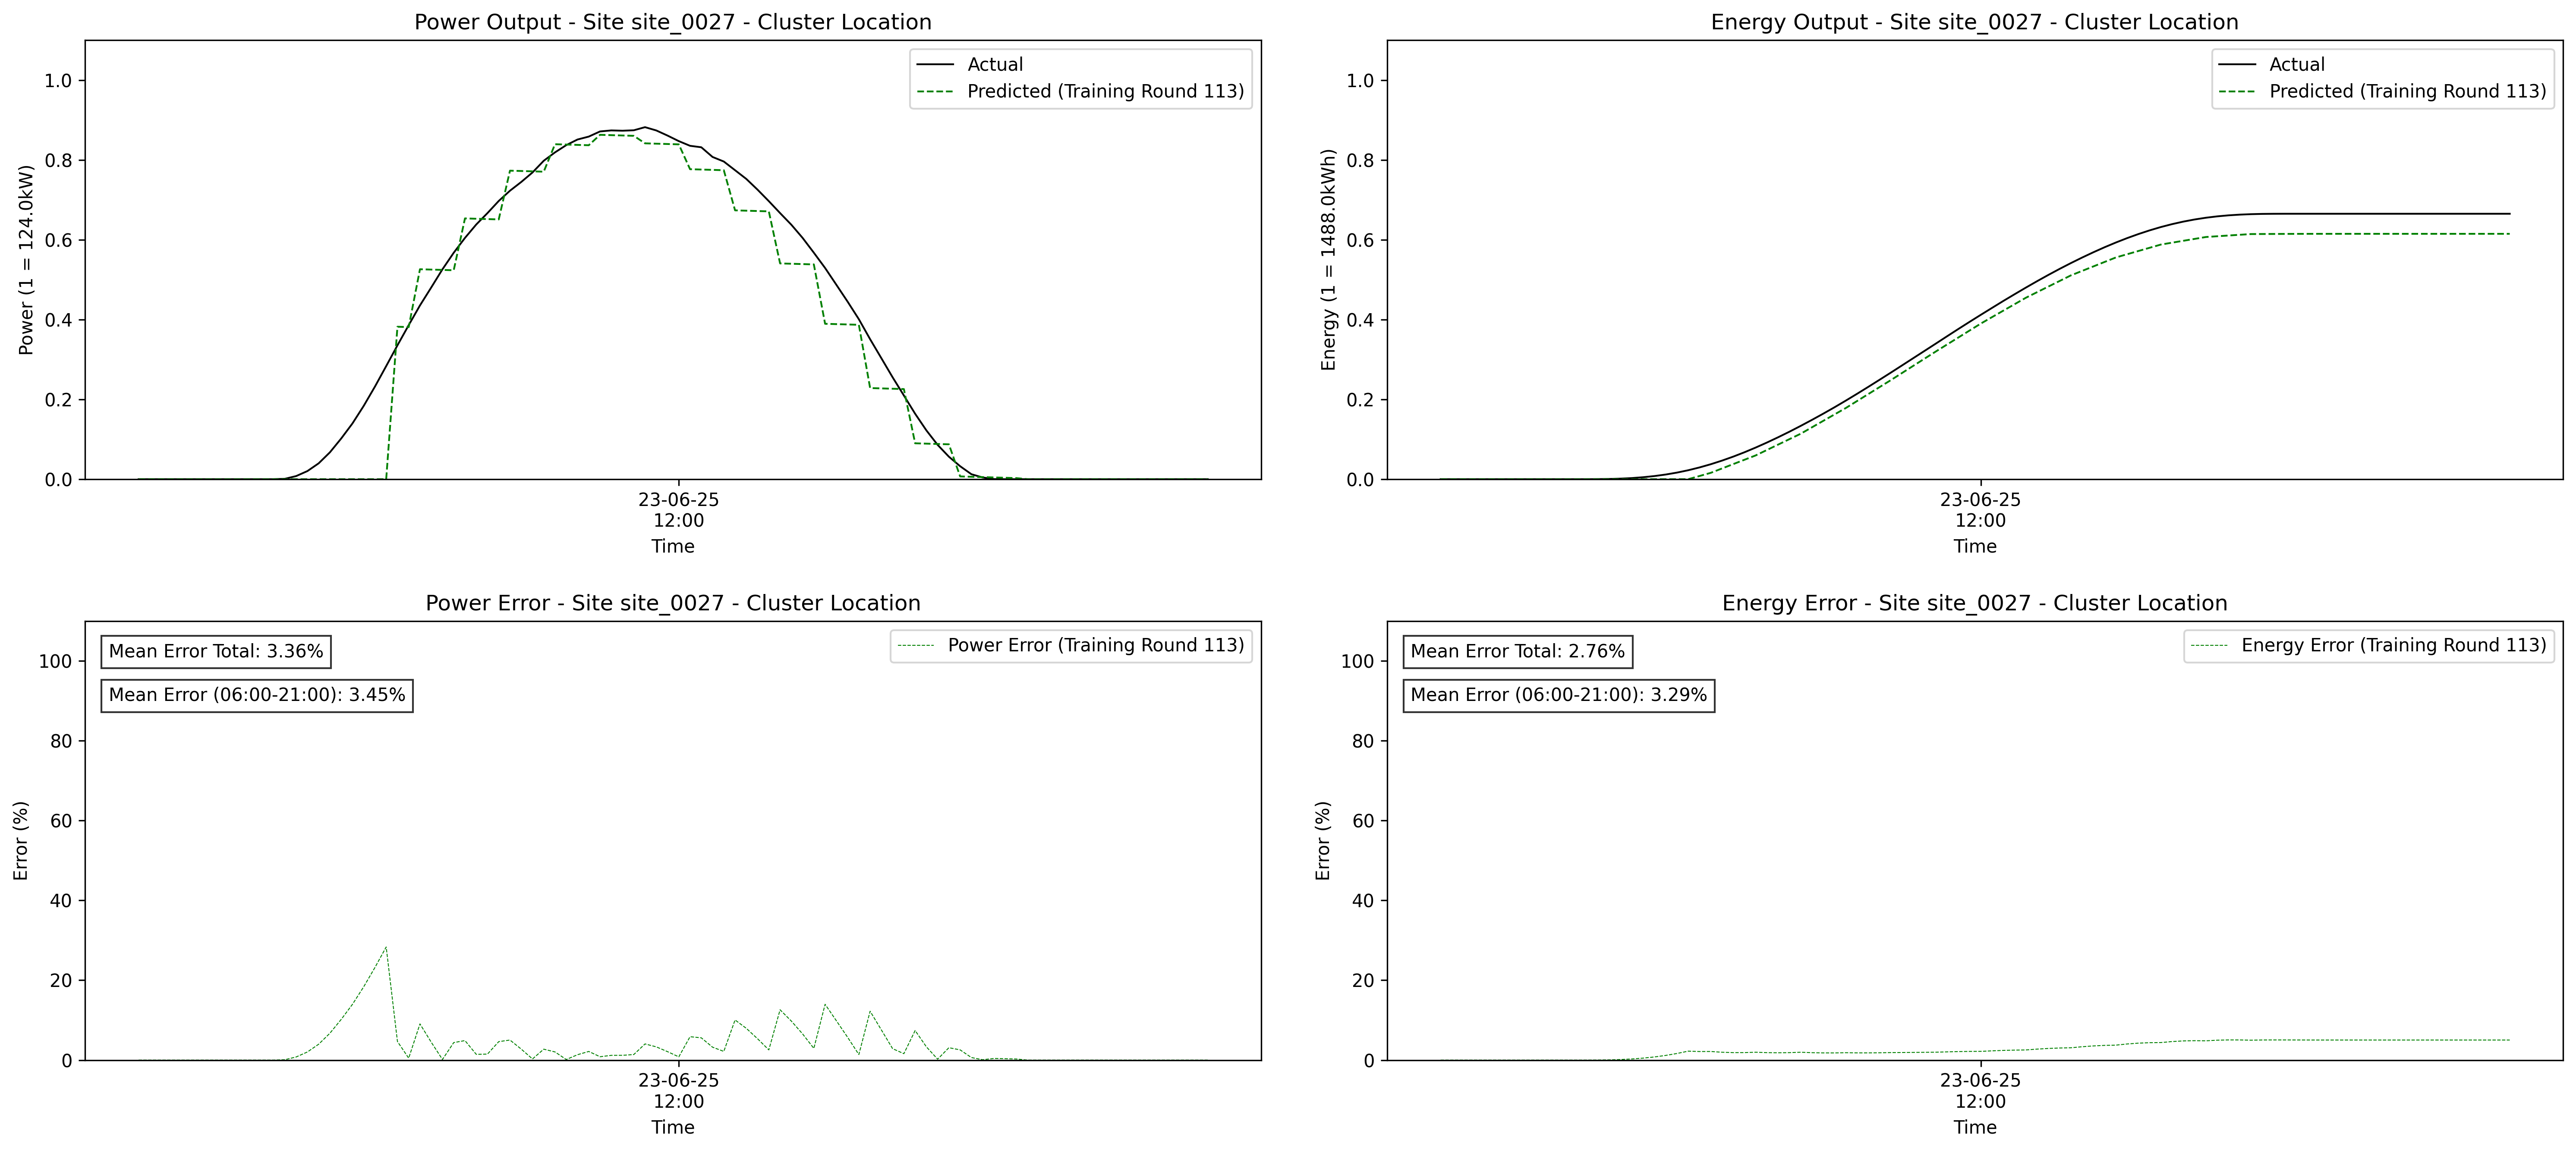 Power Output - Site site_0027 - Cluster Location
Actual
Predicted (Training Round 113)
1.0
0.8
0.6
0.4
0.2
0.0
Power (1 = 124.0kW)
23-06-25
12:00
Time
Energy Output - Site site_0027 - Cluster Location
Actual
Predicted (Training Round 113)
1.0
0.8
0.6
0.4
0.2
0.0
Energy (1 = 1488.0kWh)
23-06-25
12:00
Time
Power Error - Site site_0027 - Cluster Location
Mean Error Total: 3.36%
Mean Error (06:00-21:00): 3.45%
Power Error (Training Round 113)
100
80
60
40
20
0
Error (%)
23-06-25
12:00
Time
Energy Error - Site site_0027 - Cluster Location
Mean Error Total: 2.76%
Mean Error (06:00-21:00): 3.29%
Energy Error (Training Round 113)
100
80
60
40
20
0
Error (%)
23-06-25
12:00
Time